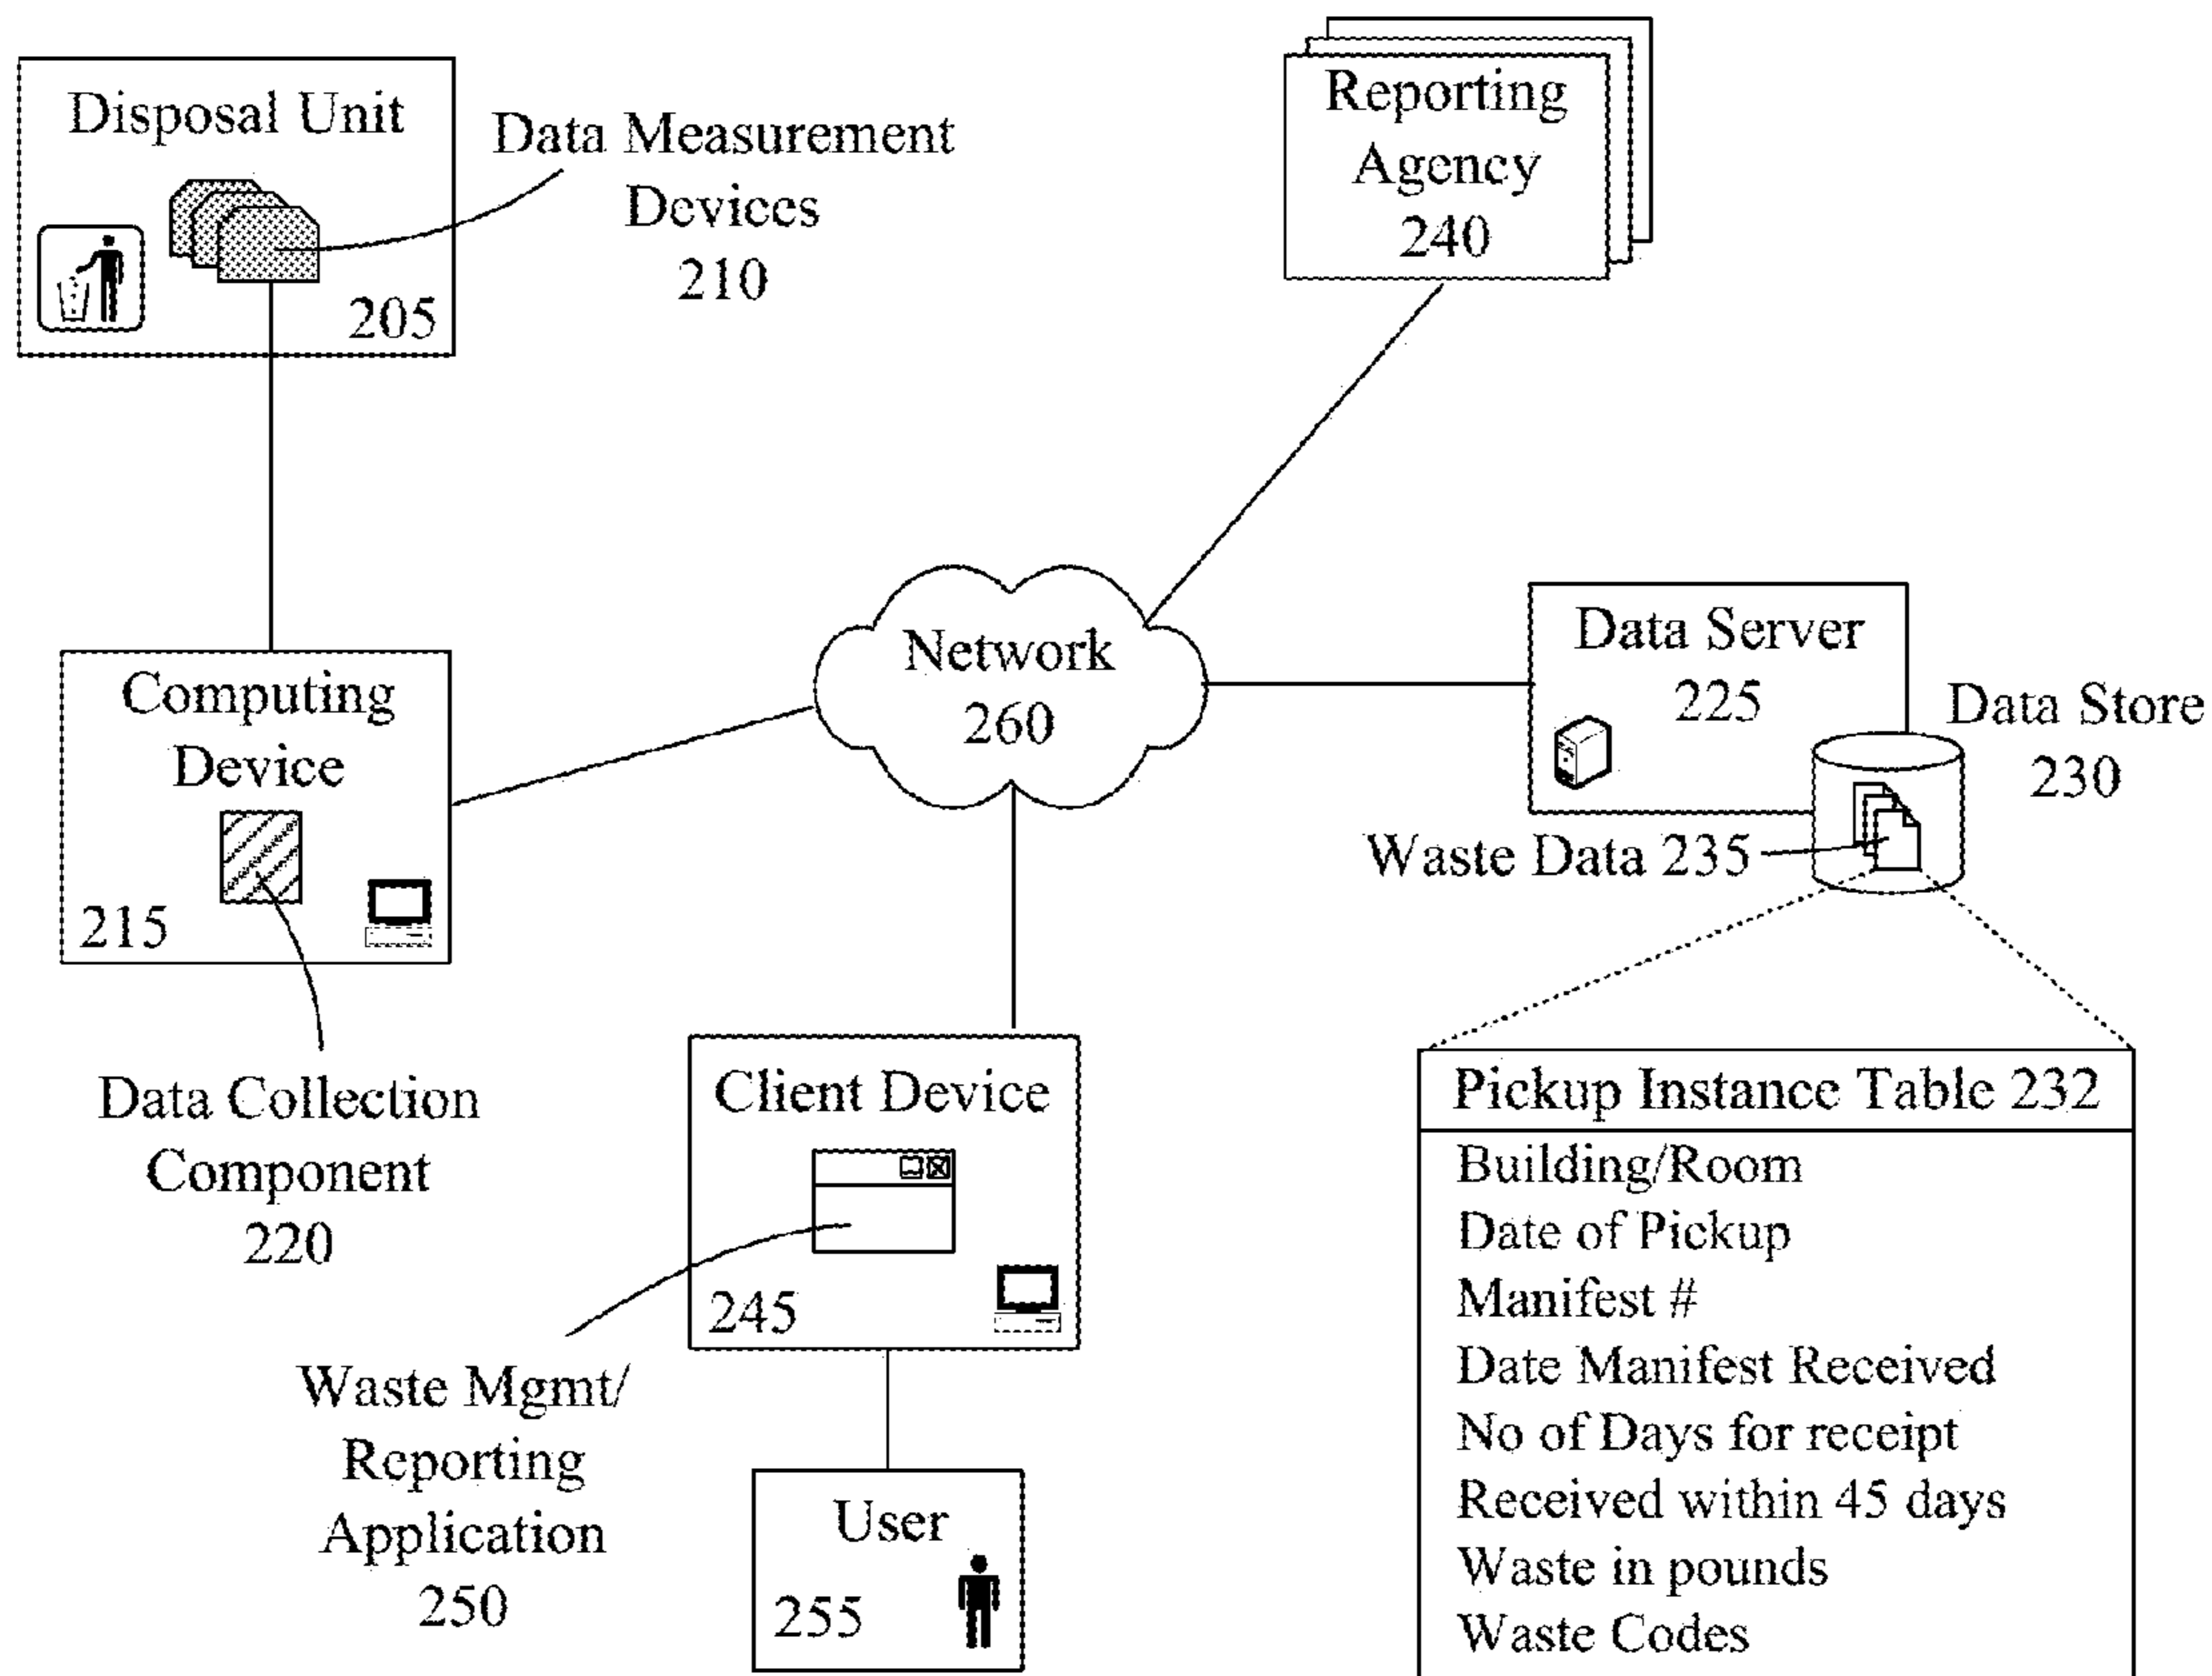 Disposal Unit
205
Data Measurement
Devices
210
Reporting
Agency
240
Computing
Device
215
Data Collection
Component
220
Network
260
Data Server
225
Data Store
230
Waste Data 235
Client Device
245
Waste Mgmt/
Reporting
Application
250
User
255
Pickup Instance Table 232
Building/Room
Date of Pickup
Manifest #
Date Manifest Received
No of Days for receipt
Received within 45 days
Waste in pounds
Waste Codes